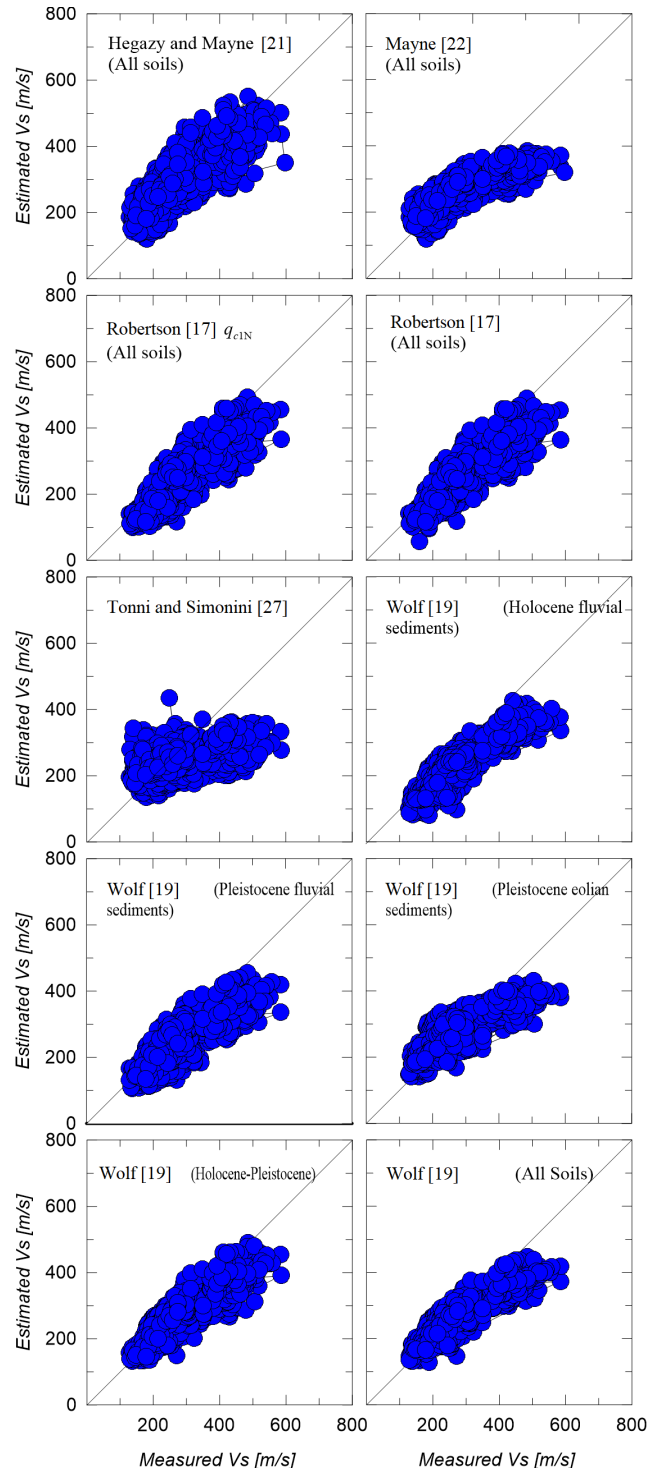 800
600
400
200
0
Estimated Vs [m/s]
Hegazy and Mayne [21]
(All soils)
Mayne [22]
(All soils)
800
600
400
200
0
Estimated Vs [m/s]
Robertson [17] qc1N
(All soils)
Robertson [17]
(All soils)
800
600
400
200
0
Estimated Vs [m/s]
Tonni and Simonini [27]
Wolf [19] (Holocene fluvial
sediments)
800
600
400
200
0
Estimated Vs [m/s]
Wolf [19] (Pleistocene fluvial
sediments)
Wolf [19] (Pleistocene eolian
sediments)
800
600
400
200
0
Estimated Vs [m/s]
Wolf [19] (Holocene-Pleistocene)
Wolf [19] (All Soils)
200 400 600 800
200 400 600 800
Measured Vs [m/s]
Measured Vs [m/s]